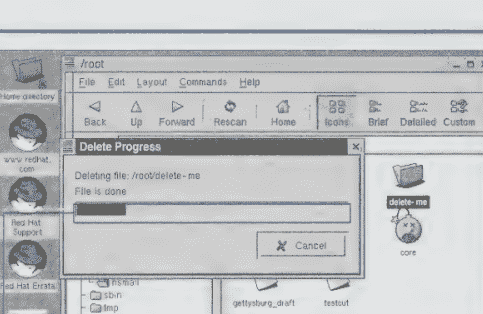 /root
File Edit Layout Commands Help
Back Up Forward Rescan Home Icons Brief Detailed Custom
Home directory
www.redhat.
com
Red Hat
Support
Red Hat Errata
Delete Progress
Deleting file: /root/delete-me
File is done
Cancel
delete-me
core
nsmail
sbin
tmp
gettysburg_draft
testout